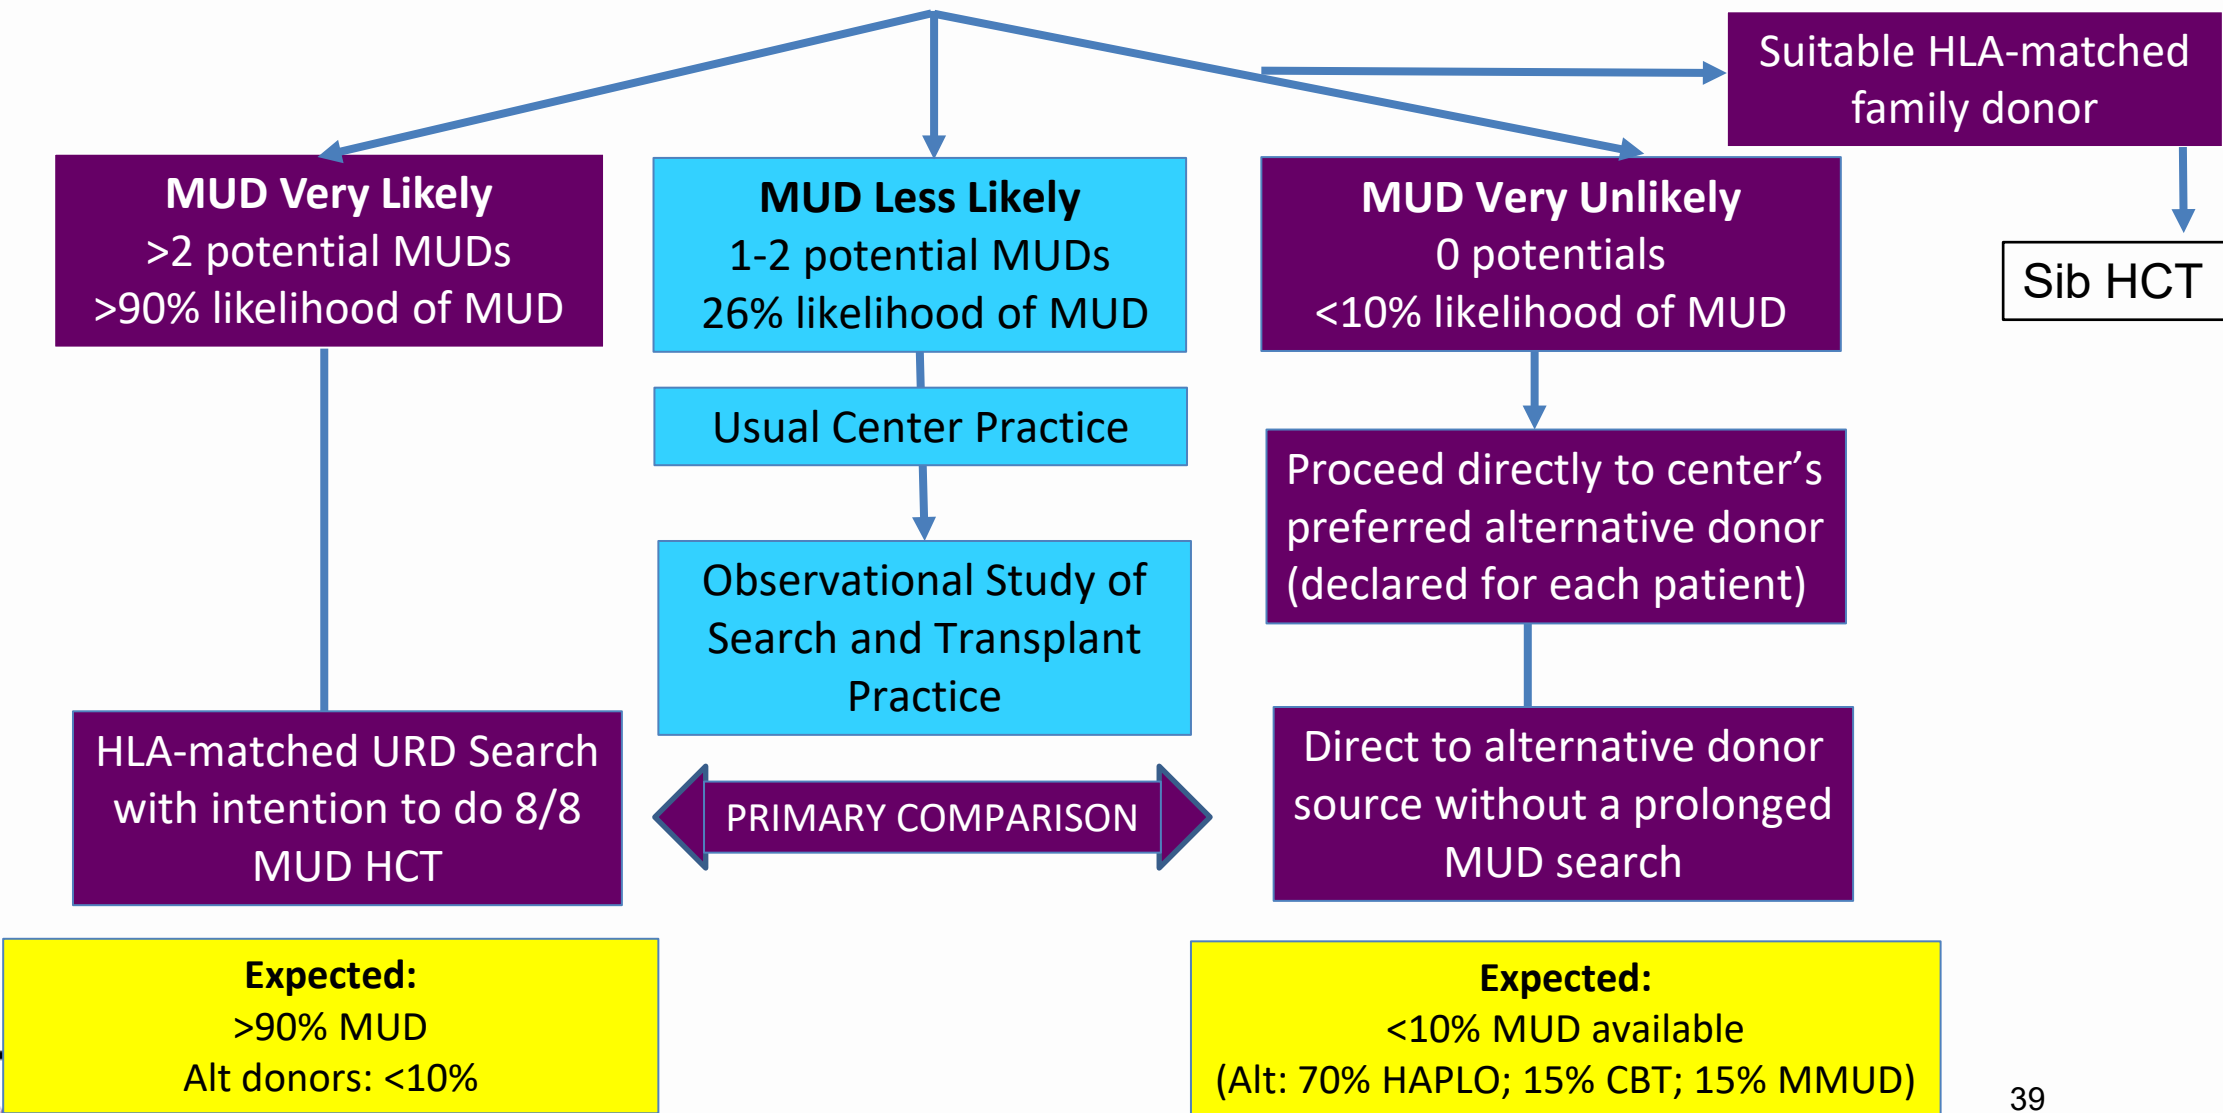 Suitable HLA-matched
family donor
Sib HCT
MUD Very Likely
>2 potential MUDs
>90% likelihood of MUD
MUD Less Likely
1-2 potential MUDs
26% likelihood of MUD
MUD Very Unlikely
0 potentials
<10% likelihood of MUD
Usual Center Practice
Proceed directly to center’s
preferred alternative donor
(declared for each patient)
Observational Study of
Search and Transplant
Practice
HLA-matched URD Search
with intention to do 8/8
MUD HCT
PRIMARY COMPARISON
Direct to alternative donor
source without a prolonged
MUD search
Expected:
>90% MUD
Alt donors: <10%
Expected:
<10% MUD available
(Alt: 70% HAPLO; 15% CBT; 15% MMUD)
39